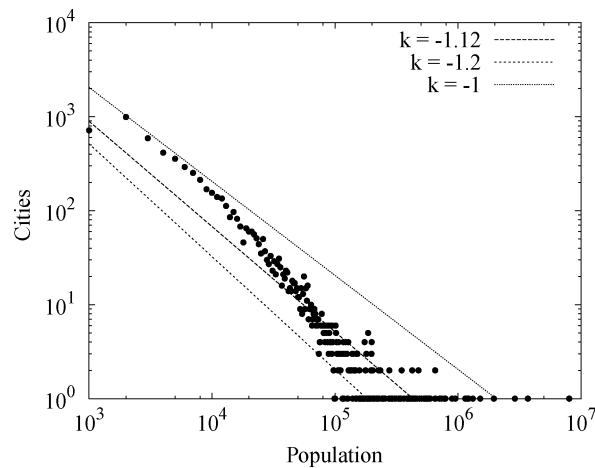 10^4
k = -1.12
k = -1.2
k = -1
10^3
10^2
Cities
10^1
10^0
10^3 10^4 10^5 10^6 10^7
Population